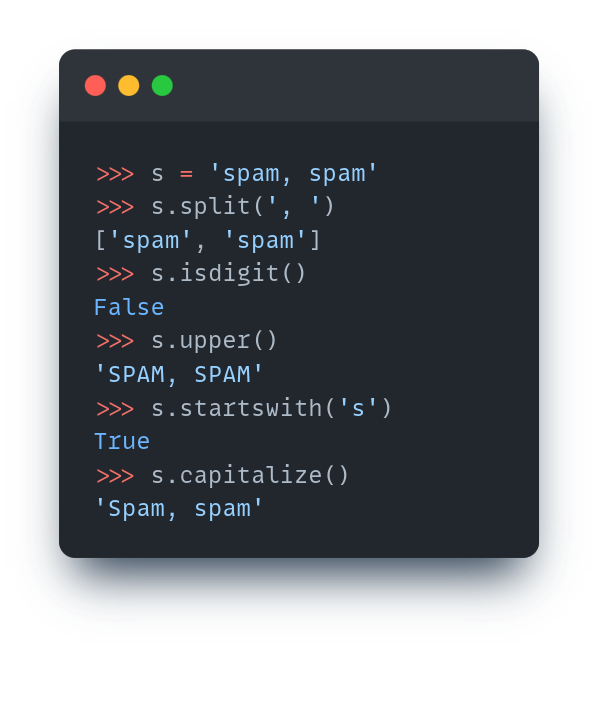 >>> s = 'spam, spam'
>>> s.split(', ')
['spam', 'spam']
>>> s.isdigit()
False
>>> s.upper()
'SPAM, SPAM'
>>> s.startswith('s')
True
>>> s.capitalize()
'Spam, spam'